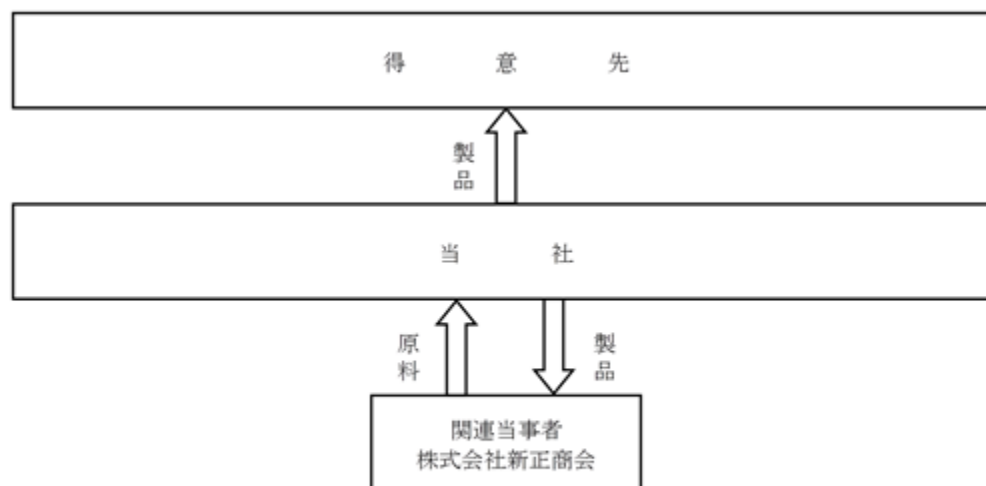 得意先
製品
当社
原料
製品
関連当事者
株式会社新正商会